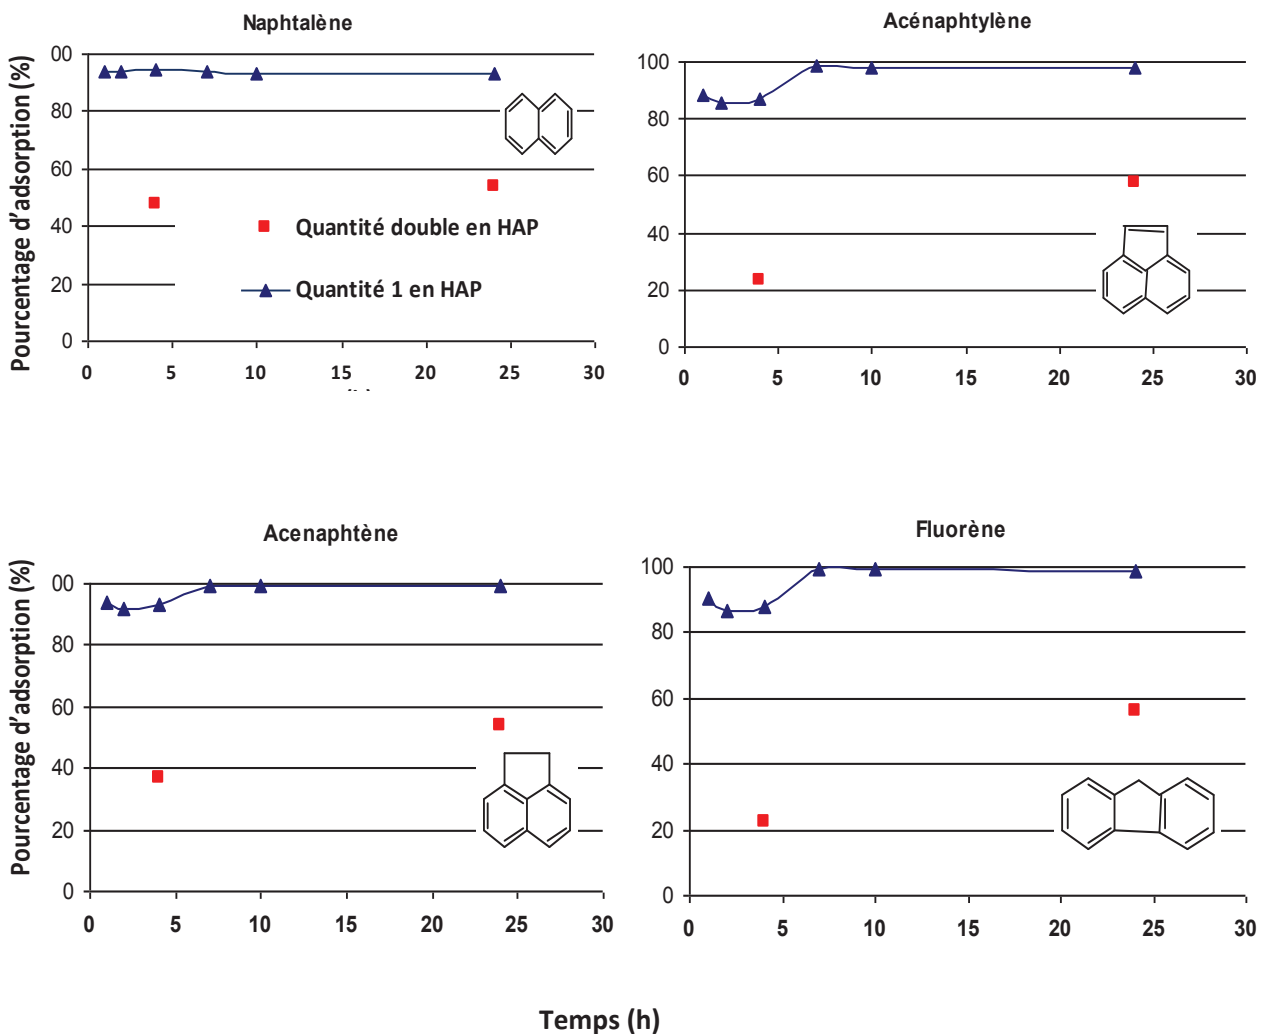 Naphtalène
Pourcentage d'adsorption (%)
00
80
60
40
20
0
0 5 10 15 20 25 30
Quantité double en HAP
Quantité 1 en HAP
Acénaphtylène
100
80
60
40
20
0
0 5 10 15 20 25 30
Acenaphtène
Pourcentage d'adsorption (%)
00
80
60
40
20
0
0 5 10 15 20 25 30
Fluorène
100
80
60
40
20
0
0 5 10 15 20 25 30
Temps (h)